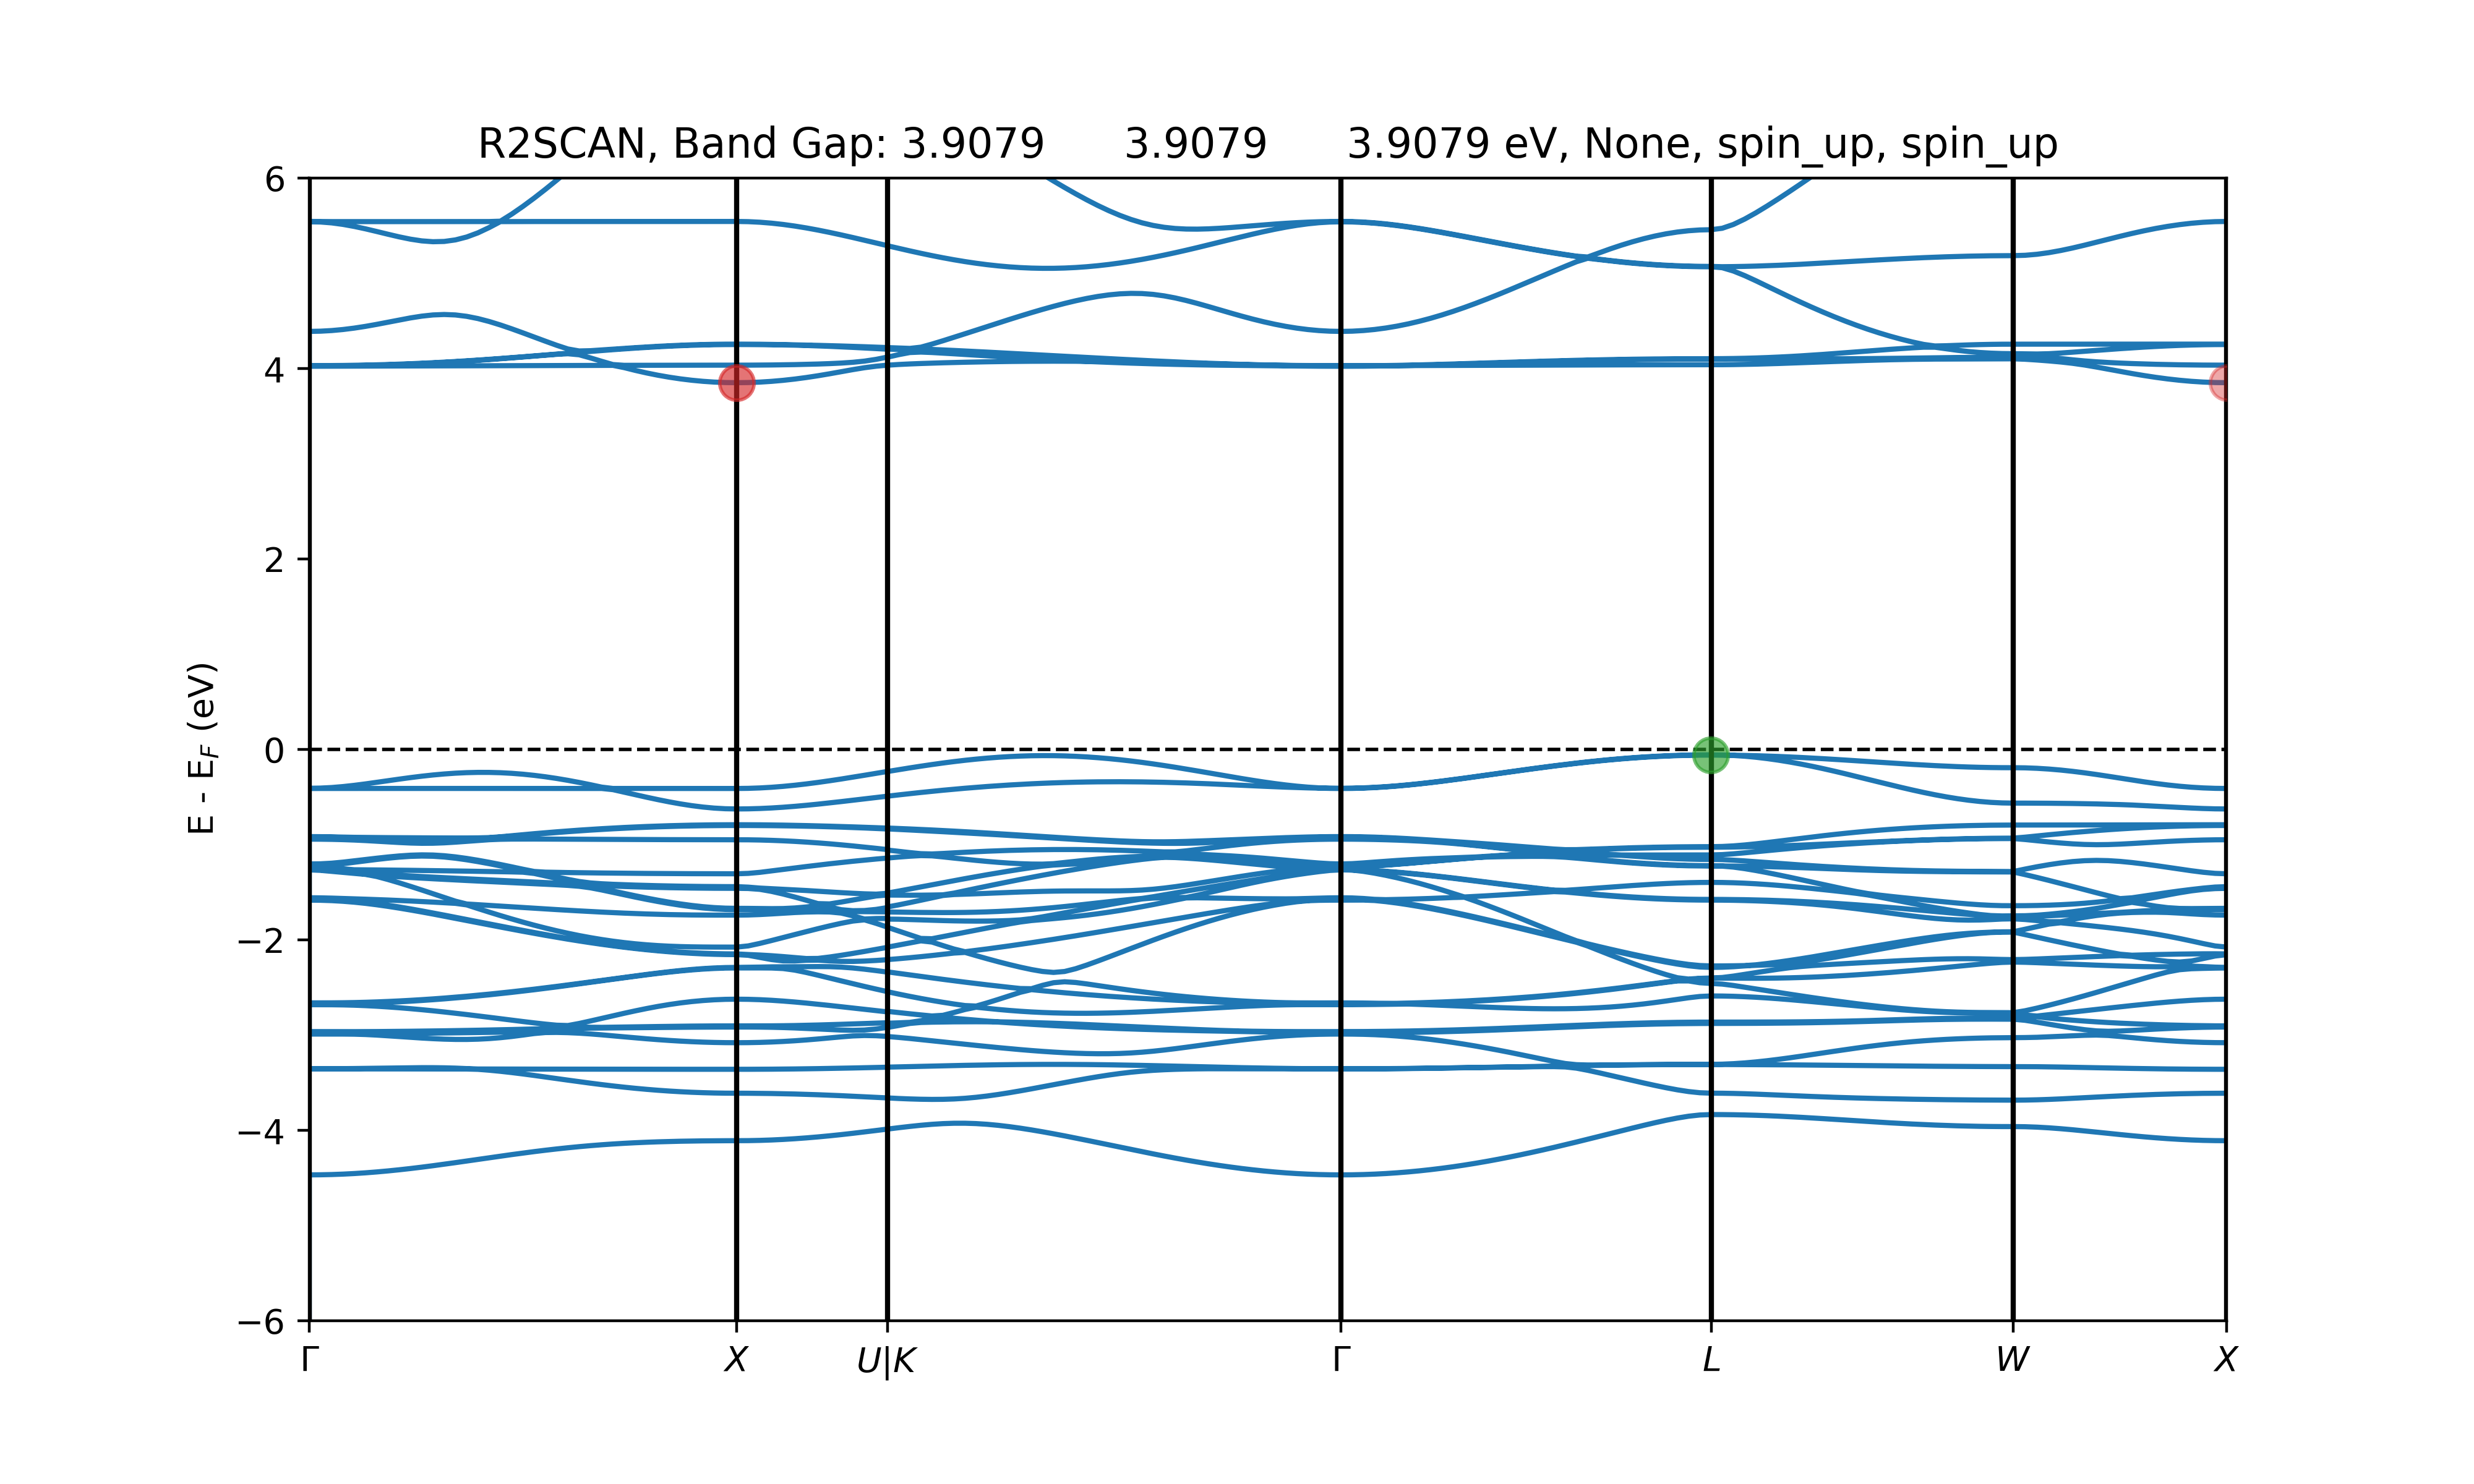 R2SCAN, Band Gap: 3.9079 3.9079 3.9079 eV, None, spin_up, spin_up
6
4
2
0
−2
−4
−6
E - E_F (eV)
Γ X U|K Γ L W X